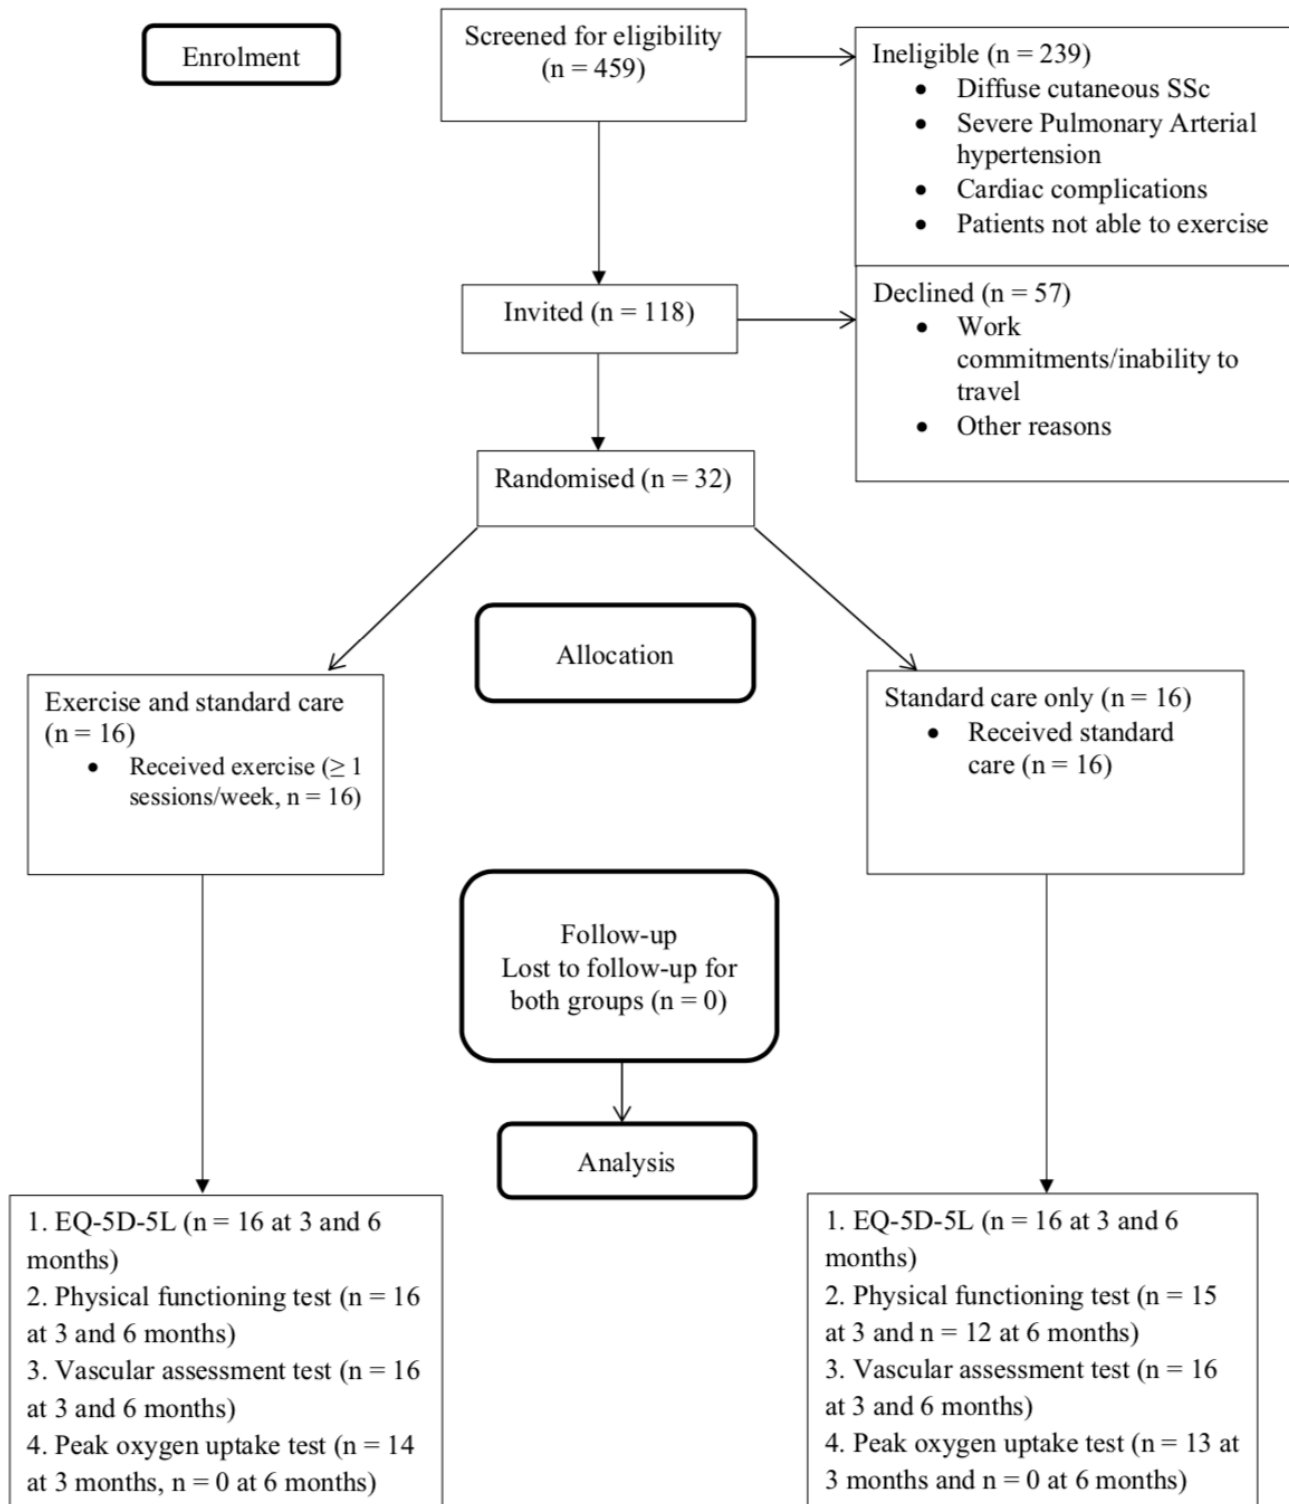 Enrolment
Screened for eligibility
(n = 459)
Ineligible (n = 239)
• Diffuse cutaneous SSc
• Severe Pulmonary Arterial
hypertension
• Cardiac complications
• Patients not able to exercise
Invited (n = 118)
Declined (n = 57)
• Work
commitments/inability to
travel
• Other reasons
Randomised (n = 32)
Allocation
Exercise and standard care
(n = 16)
• Received exercise (≥ 1
sessions/week, n = 16)
Standard care only (n = 16)
• Received standard
care (n = 16)
Follow-up
Lost to follow-up for
both groups (n = 0)
Analysis
1. EQ-5D-5L (n = 16 at 3 and 6
months)
2. Physical functioning test (n = 16
at 3 and 6 months)
3. Vascular assessment test (n = 16
at 3 and 6 months)
4. Peak oxygen uptake test (n = 14
at 3 months, n = 0 at 6 months)
1. EQ-5D-5L (n = 16 at 3 and 6
months)
2. Physical functioning test (n = 15
at 3 and n = 12 at 6 months)
3. Vascular assessment test (n = 16
at 3 and 6 months)
4. Peak oxygen uptake test (n = 13 at
3 months and n = 0 at 6 months)